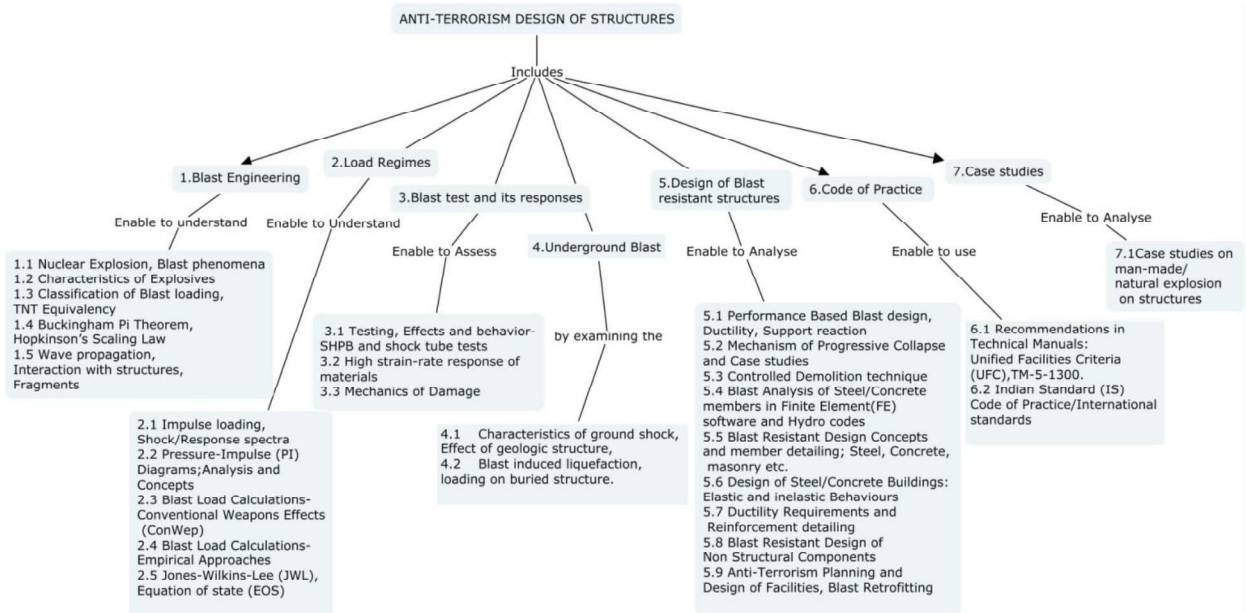 ANTI-TERRORISM DESIGN OF STRUCTURES
Includes
1.Blast Engineering
Enable to understand
1.1 Nuclear Explosion, Blast phenomena
1.2 Characteristics of Explosives
1.3 Classification of Blast loading,
TNT Equivalency
1.4 Buckingham Pi Theorem,
Hopkinson's Scaling Law
1.5 Wave propagation,
Interaction with structures,
Fragments
2.Load Regimes
Enable to Understand
2.1 Impulse loading,
Shock/Response spectra
2.2 Pressure-Impulse (PI)
Diagrams;Analysis and
Concepts
2.3 Blast Load Calculations-
Conventional Weapons Effects
(ConWep)
2.4 Blast Load Calculations-
Empirical Approaches
2.5 Jones-Wilkins-Lee (JWL),
Equation of state (EOS)
3.Blast test and its responses
Enable to Assess
3.1 Testing, Effects and behavior-
SHPB and shock tube tests
3.2 High strain-rate response of
materials
3.3 Mechanics of Damage
4.Underground Blast
by examining the
4.1 Characteristics of ground shock,
Effect of geologic structure,
4.2 Blast induced liquefaction,
loading on buried structure.
5.Design of Blast
resistant structures
Enable to Analyse
5.1 Performance Based Blast design,
Ductility, Support reaction
5.2 Mechanism of Progressive Collapse
and Case studies
5.3 Controlled Demolition technique
5.4 Blast Analysis of Steel/Concrete
members in Finite Element(FE)
software and Hydro codes
5.5 Blast Resistant Design Concepts
and member detailing; Steel, Concrete,
masonry etc.
5.6 Design of Steel/Concrete Buildings:
Elastic and inelastic Behaviours
5.7 Ductility Requirements and
Reinforcement detailing
5.8 Blast Resistant Design of
Non Structural Components
5.9 Anti-Terrorism Planning and
Design of Facilities, Blast Retrofitting
6.Code of Practice
Enable to use
6.1 Recommendations in
Technical Manuals:
Unified Facilities Criteria
(UFC),TM-5-1300.
6.2 Indian Standard (IS)
Code of Practice/International
standards
7.Case studies
Enable to Analyse
7.1Case studies on
man-made/
natural explosion
on structures